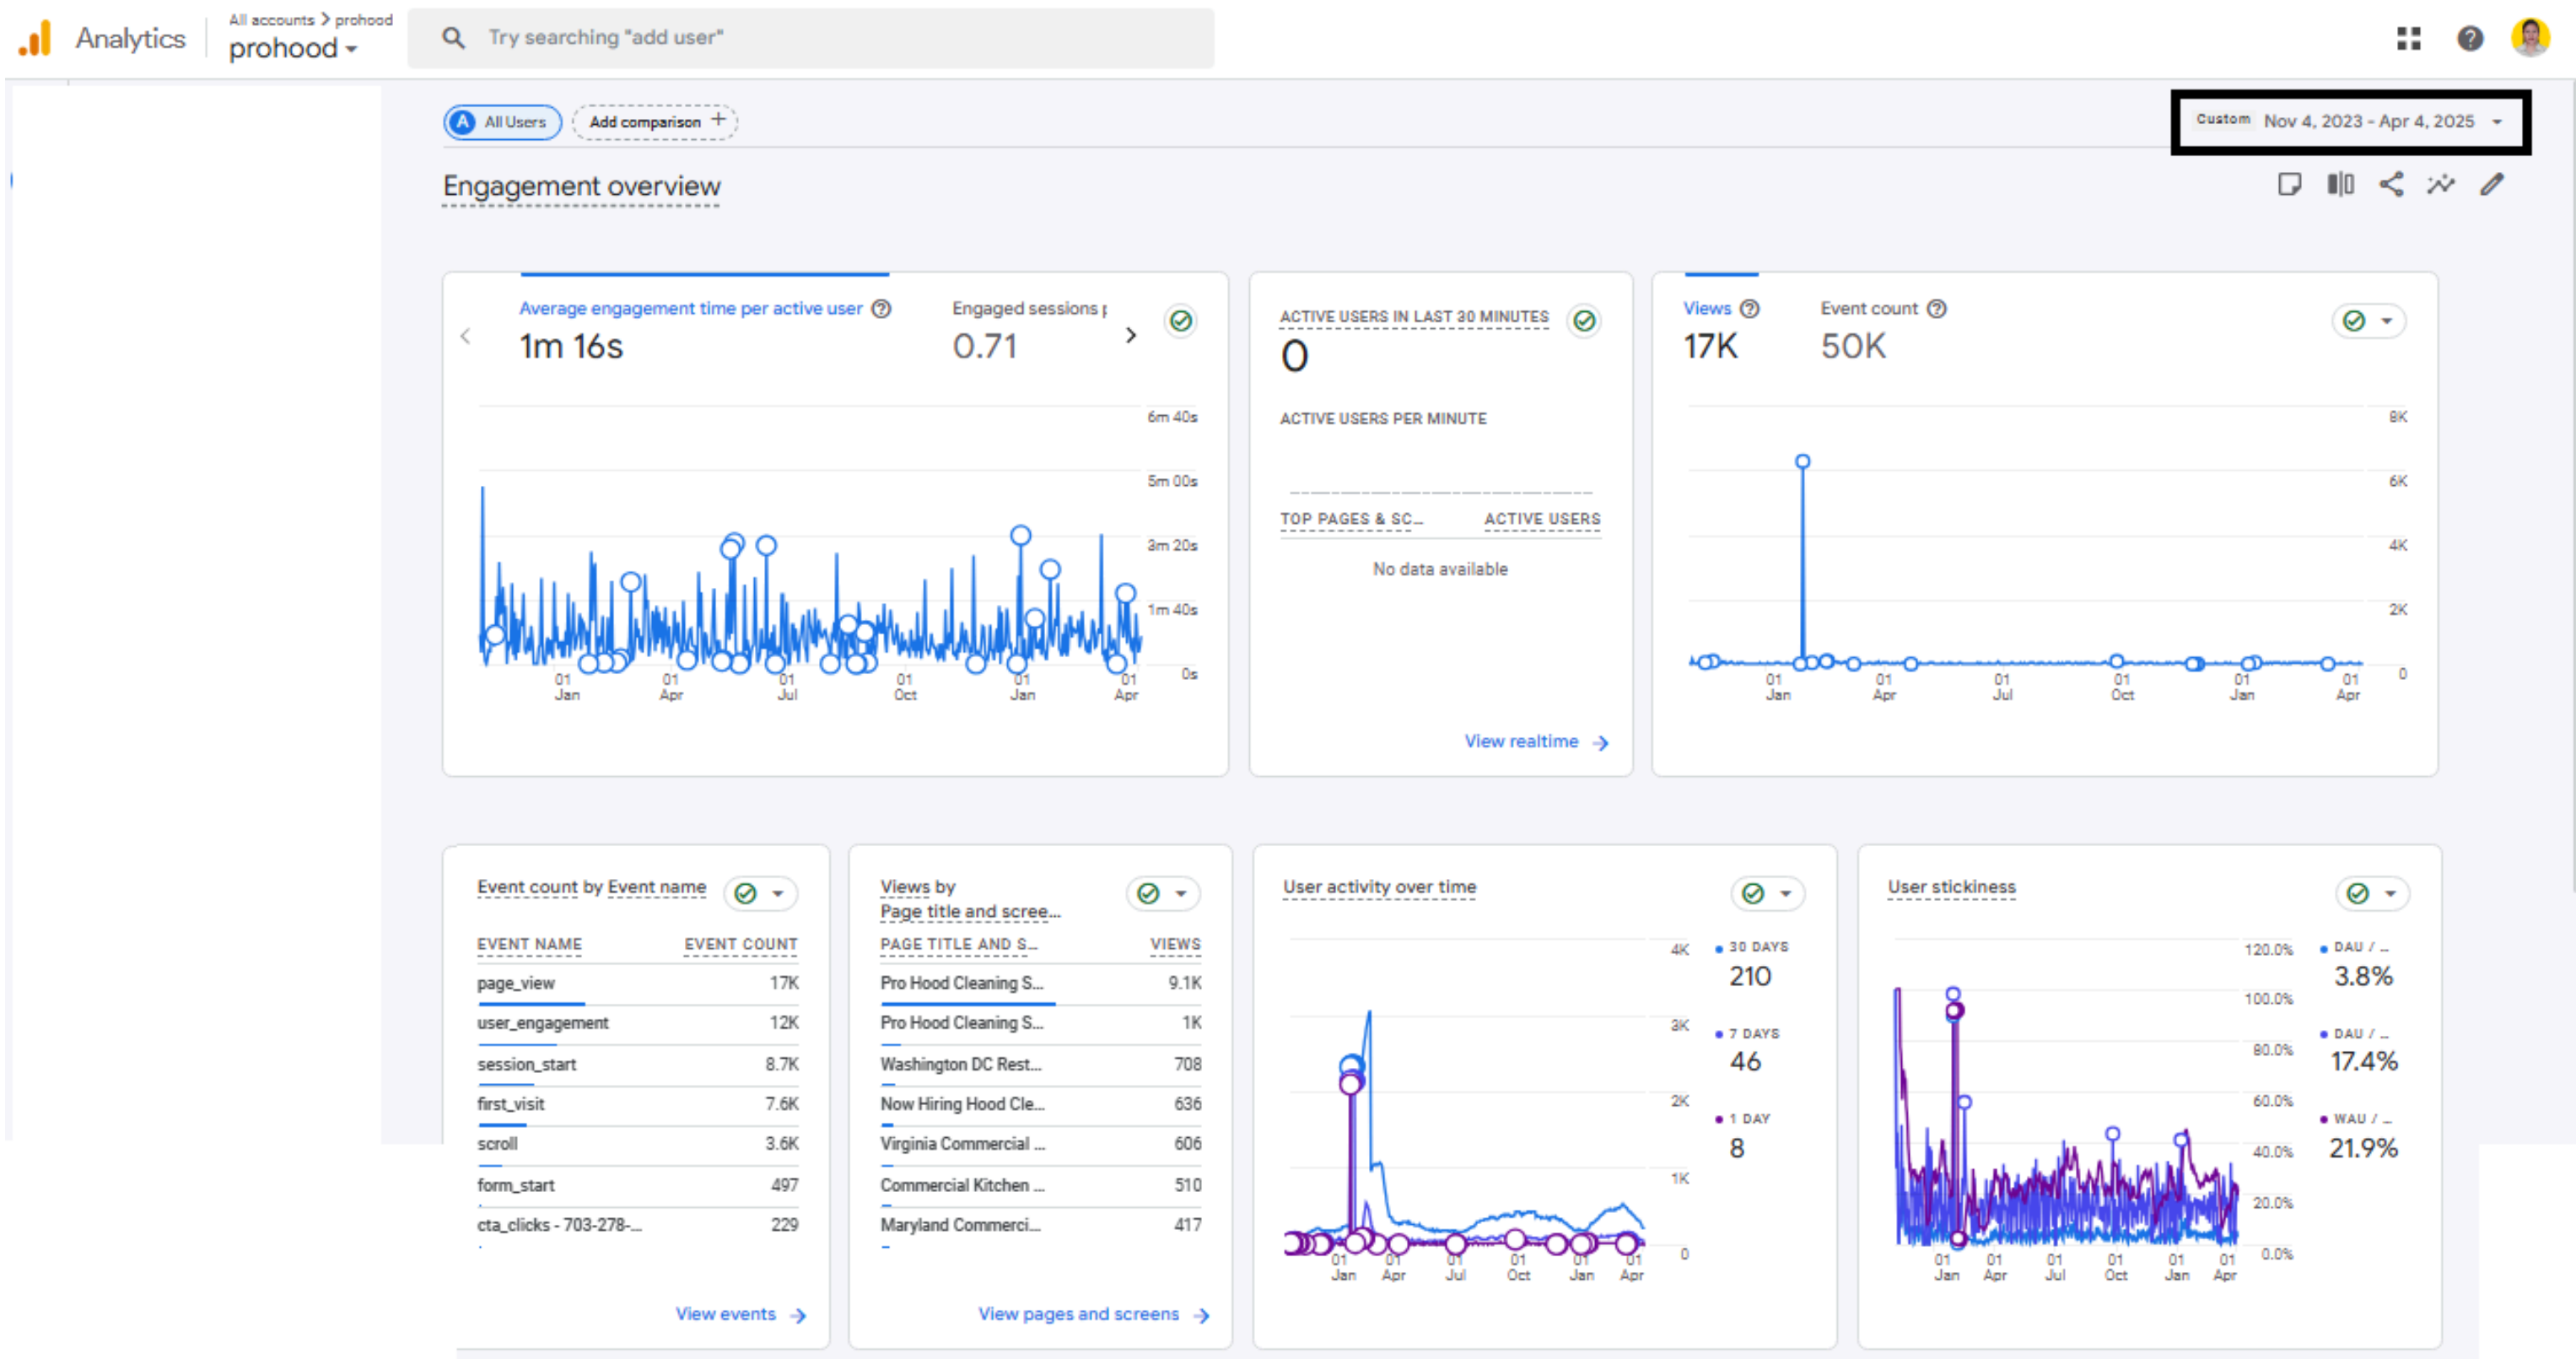 Analytics
All accounts > prohood
prohood
Try searching "add user"
A All Users
Add comparison +
Custom Nov 4, 2023 - Apr 4, 2025
Engagement overview
Average engagement time per active user
1m 16s
Engaged sessions p
0.71
6m 40s
5m 00s
3m 20s
1m 40s
0s
01 Jan
01 Apr
01 Jul
01 Oct
01 Jan
01 Apr
ACTIVE USERS IN LAST 30 MINUTES
0
ACTIVE USERS PER MINUTE
TOP PAGES & SC... ACTIVE USERS
No data available
View realtime
Views
17K
Event count
50K
8K
6K
4K
2K
0
01 Jan
01 Apr
01 Jul
01 Oct
01 Jan
01 Apr
Event count by Event name
EVENT NAME EVENT COUNT
page_view 17K
user_engagement 12K
session_start 8.7K
first_visit 7.6K
scroll 3.6K
form_start 497
cta_clicks - 703-278-... 229
View events
Views by
Page title and scree...
PAGE TITLE AND S... VIEWS
Pro Hood Cleaning S... 9.1K
Pro Hood Cleaning S... 1K
Washington DC Rest... 708
Now Hiring Hood Cle... 636
Virginia Commercial ... 606
Commercial Kitchen ... 510
Maryland Commerci... 417
View pages and screens
User activity over time
4K
3K
2K
1K
0
01 Jan
01 Apr
01 Jul
01 Oct
01 Jan
01 Apr
30 DAYS
210
7 DAYS
46
1 DAY
8
User stickiness
120.0%
100.0%
80.0%
60.0%
40.0%
20.0%
0.0%
01 Jan
01 Apr
01 Jul
01 Oct
01 Jan
01 Apr
DAU / ...
3.8%
DAU / ...
17.4%
WAU / ...
21.9%